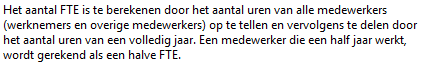 Het aantal FTE is te berekenen door het aantal uren van alle medewerkers
(werknemers en overige medewerkers) op te tellen en vervolgens te delen door
het aantal uren van een volledig jaar. Een medewerker die een half jaar werkt,
wordt gerekend als een halve FTE.